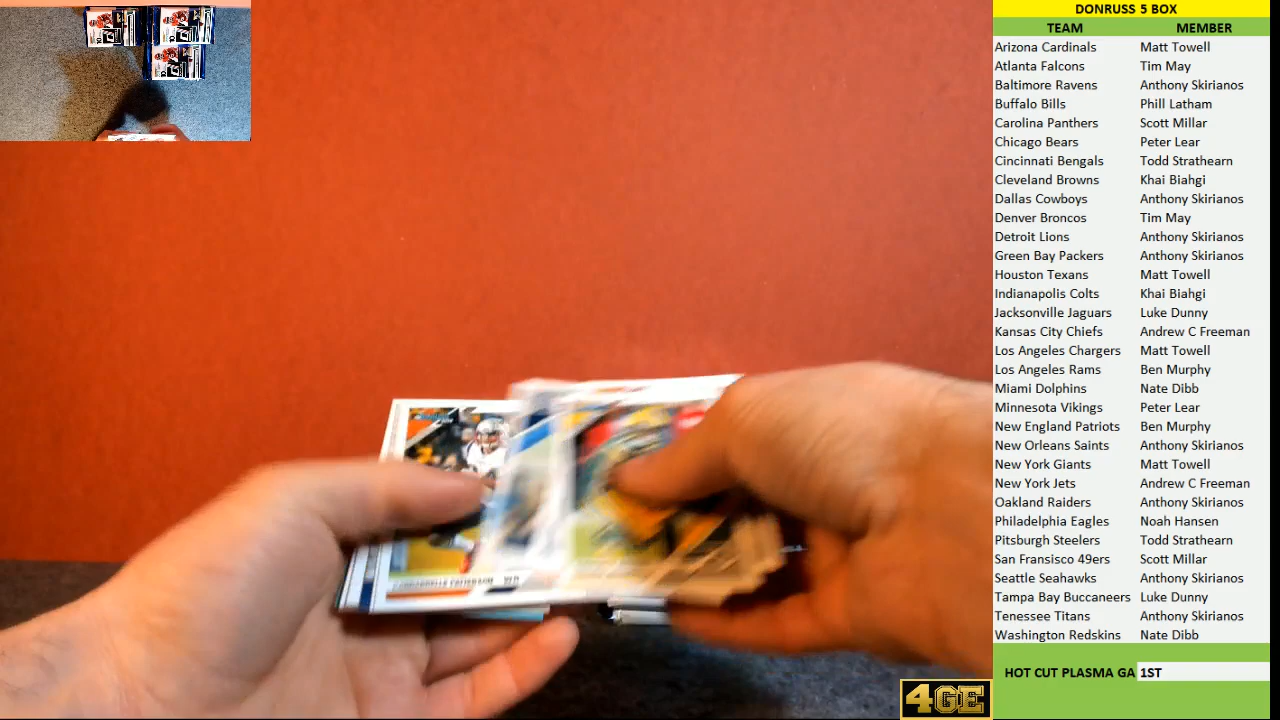 DONRUSS 5 BOX
TEAM MEMBER
Arizona Cardinals Matt Towell
Atlanta Falcons Tim May
Baltimore Ravens Anthony Skirianos
Buffalo Bills Phill Latham
Carolina Panthers Scott Millar
Chicago Bears Peter Lear
Cincinnati Bengals Todd Strathearn
Cleveland Browns Khai Biahgi
Dallas Cowboys Anthony Skirianos
Denver Broncos Tim May
Detroit Lions Anthony Skirianos
Green Bay Packers Anthony Skirianos
Houston Texans Matt Towell
Indianapolis Colts Khai Biahgi
Jacksonville Jaguars Luke Dunny
Kansas City Chiefs Andrew C Freeman
Los Angeles Chargers Matt Towell
Los Angeles Rams Ben Murphy
Miami Dolphins Nate Dibb
Minnesota Vikings Peter Lear
New England Patriots Ben Murphy
New Orleans Saints Anthony Skirianos
New York Giants Matt Towell
New York Jets Andrew C Freeman
Oakland Raiders Anthony Skirianos
Philadelphia Eagles Noah Hansen
Pitsburgh Steelers Todd Strathearn
San Fransisco 49ers Scott Millar
Seattle Seahawks Anthony Skirianos
Tampa Bay Buccaneers Luke Dunny
Tenessee Titans Anthony Skirianos
Washington Redskins Nate Dibb
HOT CUT PLASMA GA 1ST
4GE